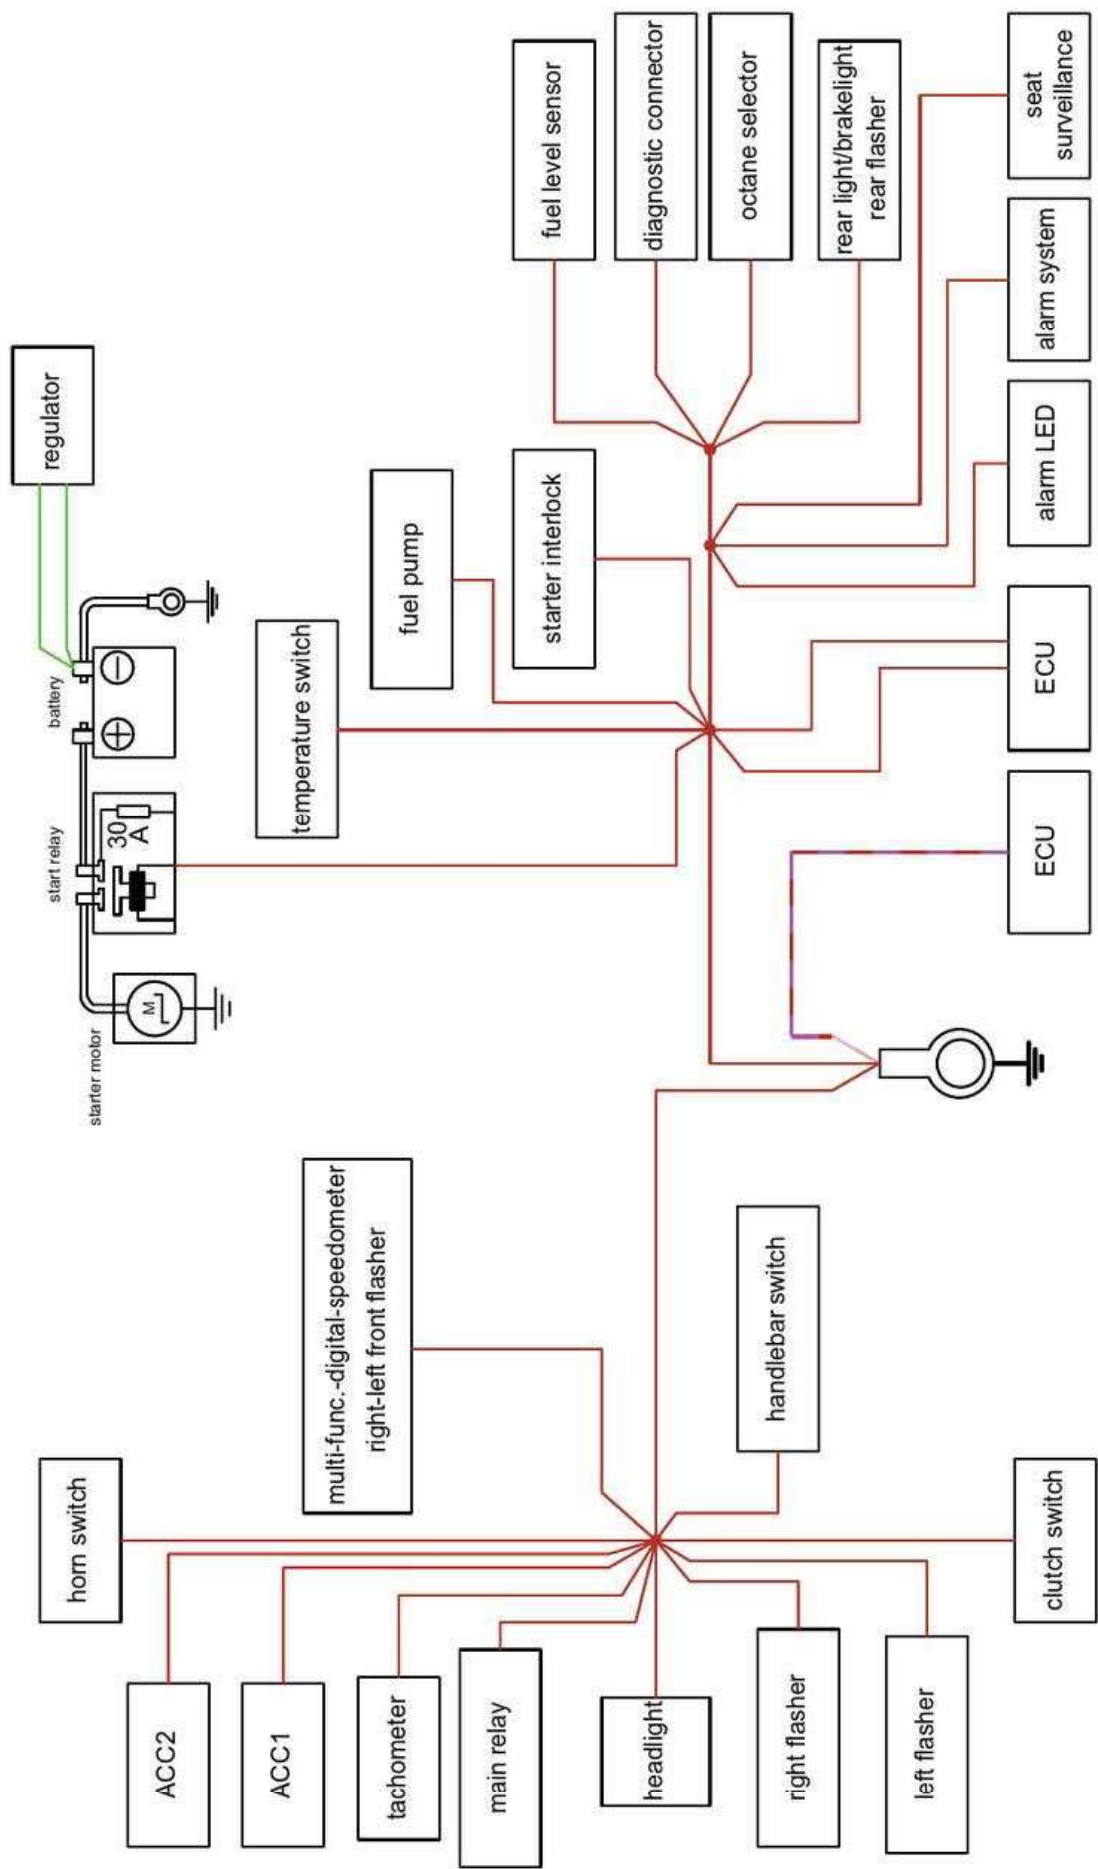 regulator
horn switch
battery
start relay
starter motor
30
A
M
+
−
ACC2
ACC1
temperature switch
multi-func.-digital-speedometer
right-left front flasher
tachometer
fuel pump
main relay
starter interlock
fuel level sensor
headlight
diagnostic connector
octane selector
handlebar switch
right flasher
rear light/brakelight
rear flasher
left flasher
clutch switch
ECU
ECU
alarm LED
alarm system
seat
surveillance